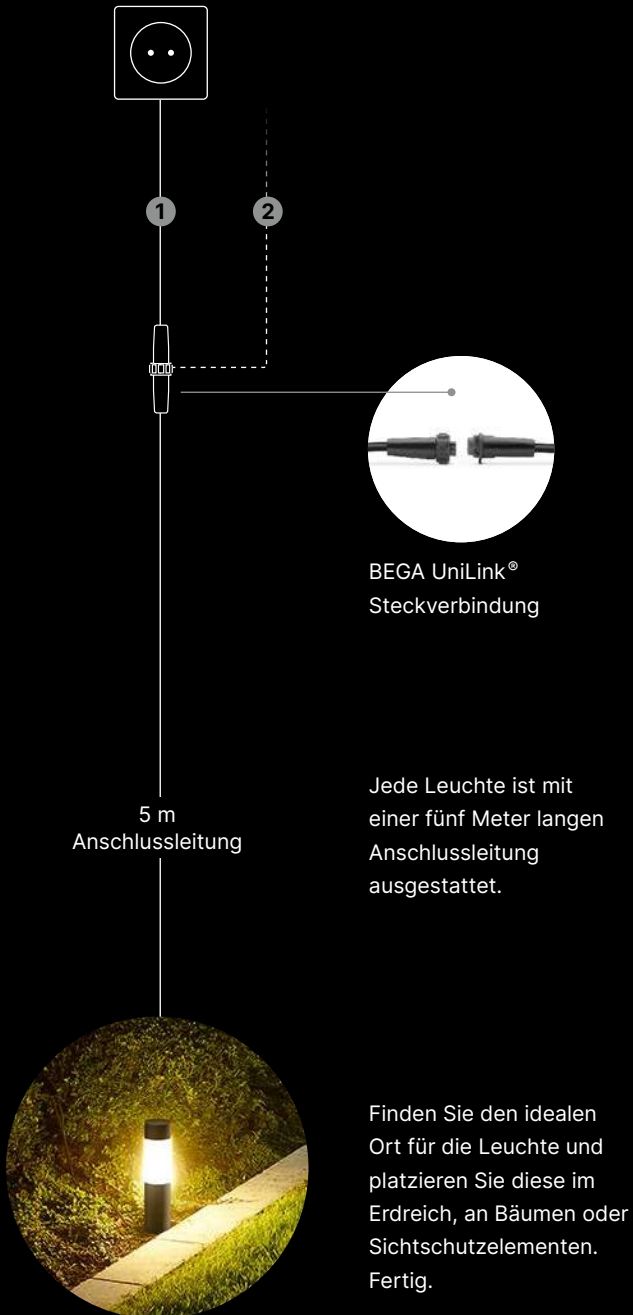 1
2
BEGA UniLink®
Steckverbindung
5 m
Anschlussleitung
Jede Leuchte ist mit
einer fünf Meter langen
Anschlussleitung
ausgestattet.
Finden Sie den idealen
Ort für die Leuchte und
platzieren Sie diese im
Erdreich, an Bäumen oder
Sichtschutzelementen.
Fertig.